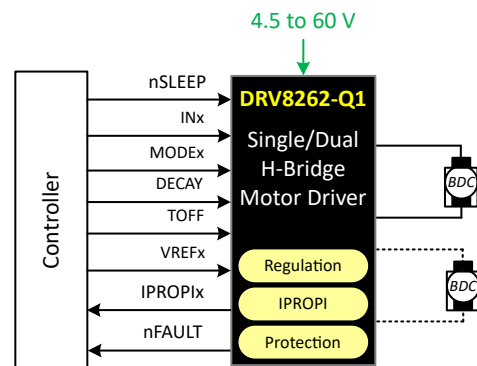 4.5 to 60 V
Controller
nSLEEP
INx
MODEx
DECAY
TOFF
VREFx
IPROPIx
nFAULT
DRV8262-Q1
Single/Dual
H-Bridge
Motor Driver
Regulation
IPROPI
Protection
BDC
BDC